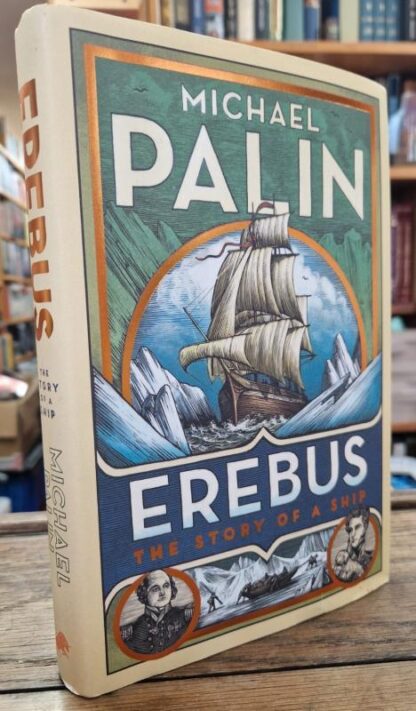 MICHAEL
PALIN
EREBUS
THE STORY OF A SHIP
EREBUS
THE
STORY
OF A
SHIP
MICHAEL
PALIN